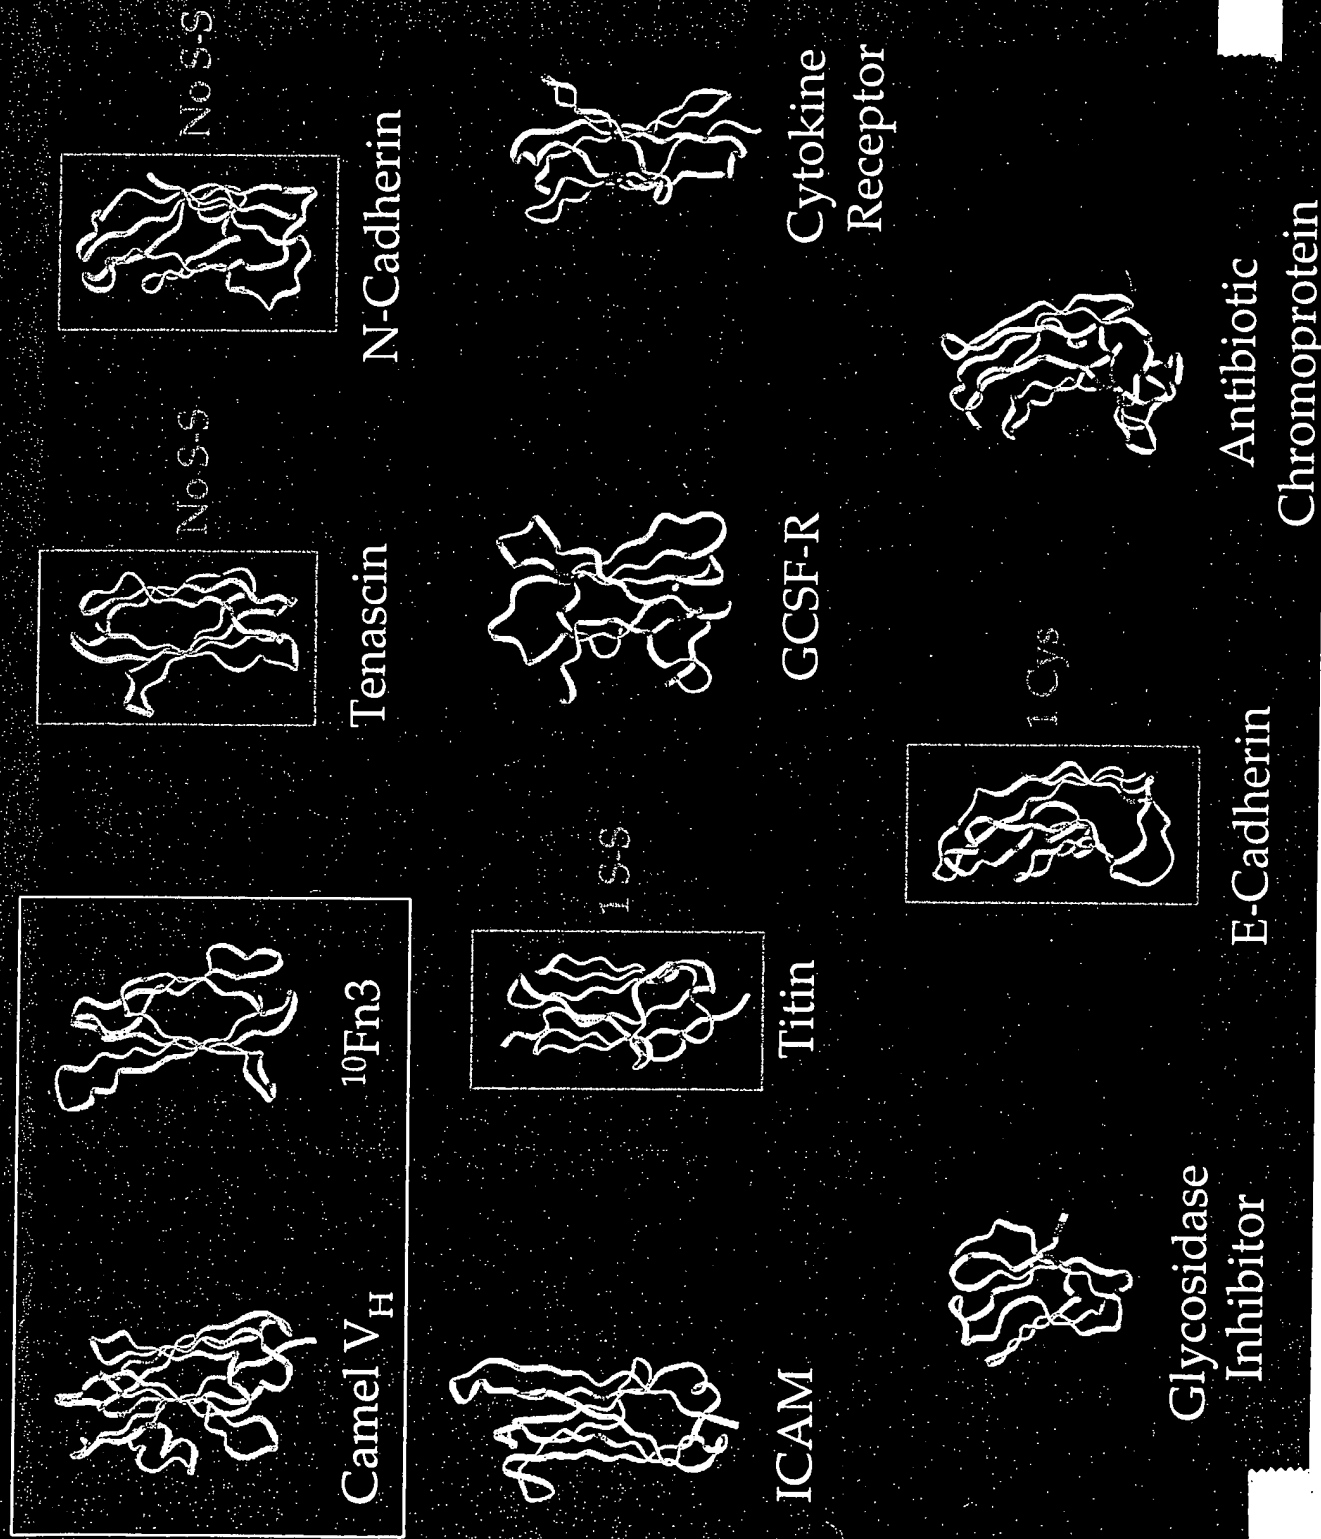 No S-S
No S-S
Camel V_H
¹⁰Fn3
Tenascin
N-Cadherin
1 S-S
ICAM
Titin
GCSF-R
Cytokine
Receptor
1 Cys
Glycosidase
Inhibitor
E-Cadherin
Antibiotic
Chromoprotein